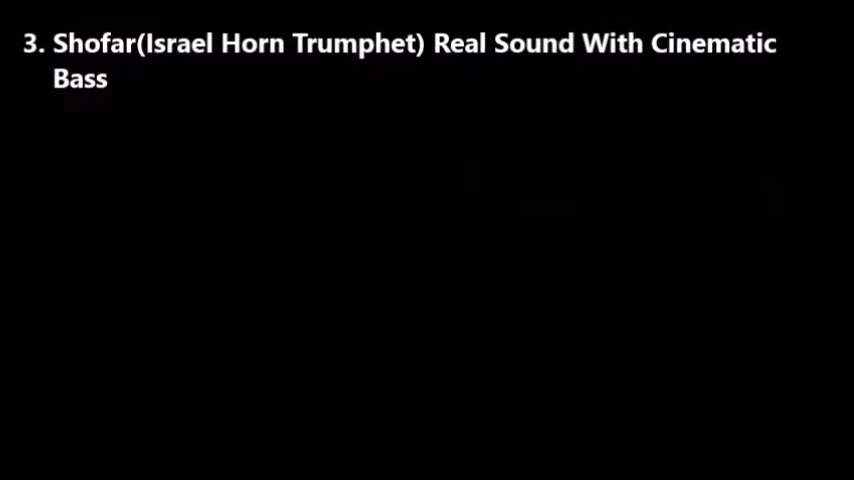 3. Shofar(Israel Horn Trumphet) Real Sound With Cinematic
Bass